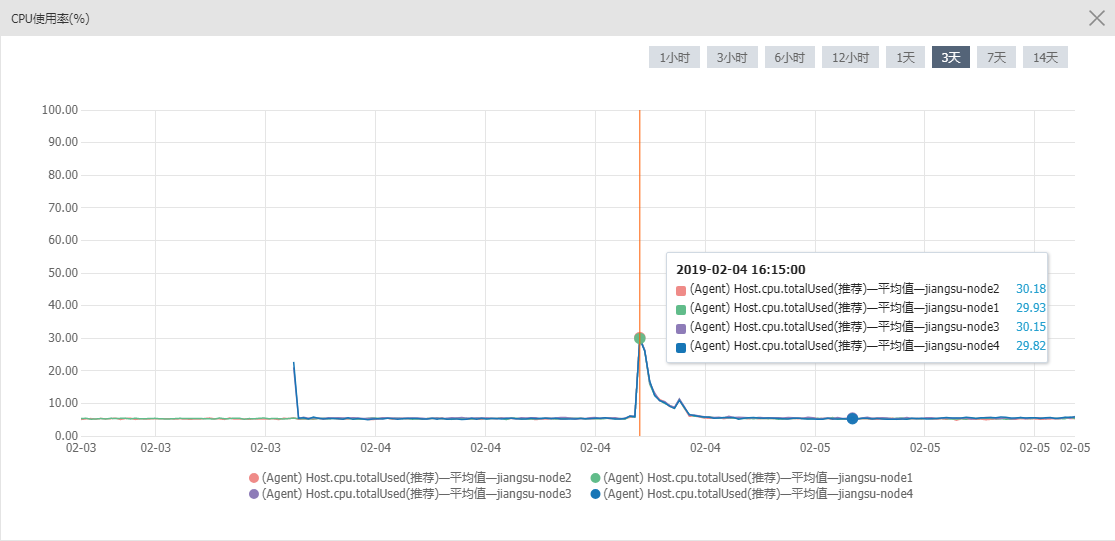 CPU使用率(%)
1小时 3小时 6小时 12小时 1天 3天 7天 14天
100.00
90.00
80.00
70.00
60.00
50.00
40.00
30.00
20.00
10.00
0.00
2019-02-04 16:15:00
(Agent) Host.cpu.totalUsed(推荐)—平均值—jiangsu-node2 30.18
(Agent) Host.cpu.totalUsed(推荐)—平均值—jiangsu-node1 29.93
(Agent) Host.cpu.totalUsed(推荐)—平均值—jiangsu-node3 30.15
(Agent) Host.cpu.totalUsed(推荐)—平均值—jiangsu-node4 29.82
02-03 02-03 02-03 02-04 02-04 02-04 02-04 02-05 02-05 02-05 02-05
(Agent) Host.cpu.totalUsed(推荐)—平均值—jiangsu-node2 (Agent) Host.cpu.totalUsed(推荐)—平均值—jiangsu-node1
(Agent) Host.cpu.totalUsed(推荐)—平均值—jiangsu-node3 (Agent) Host.cpu.totalUsed(推荐)—平均值—jiangsu-node4